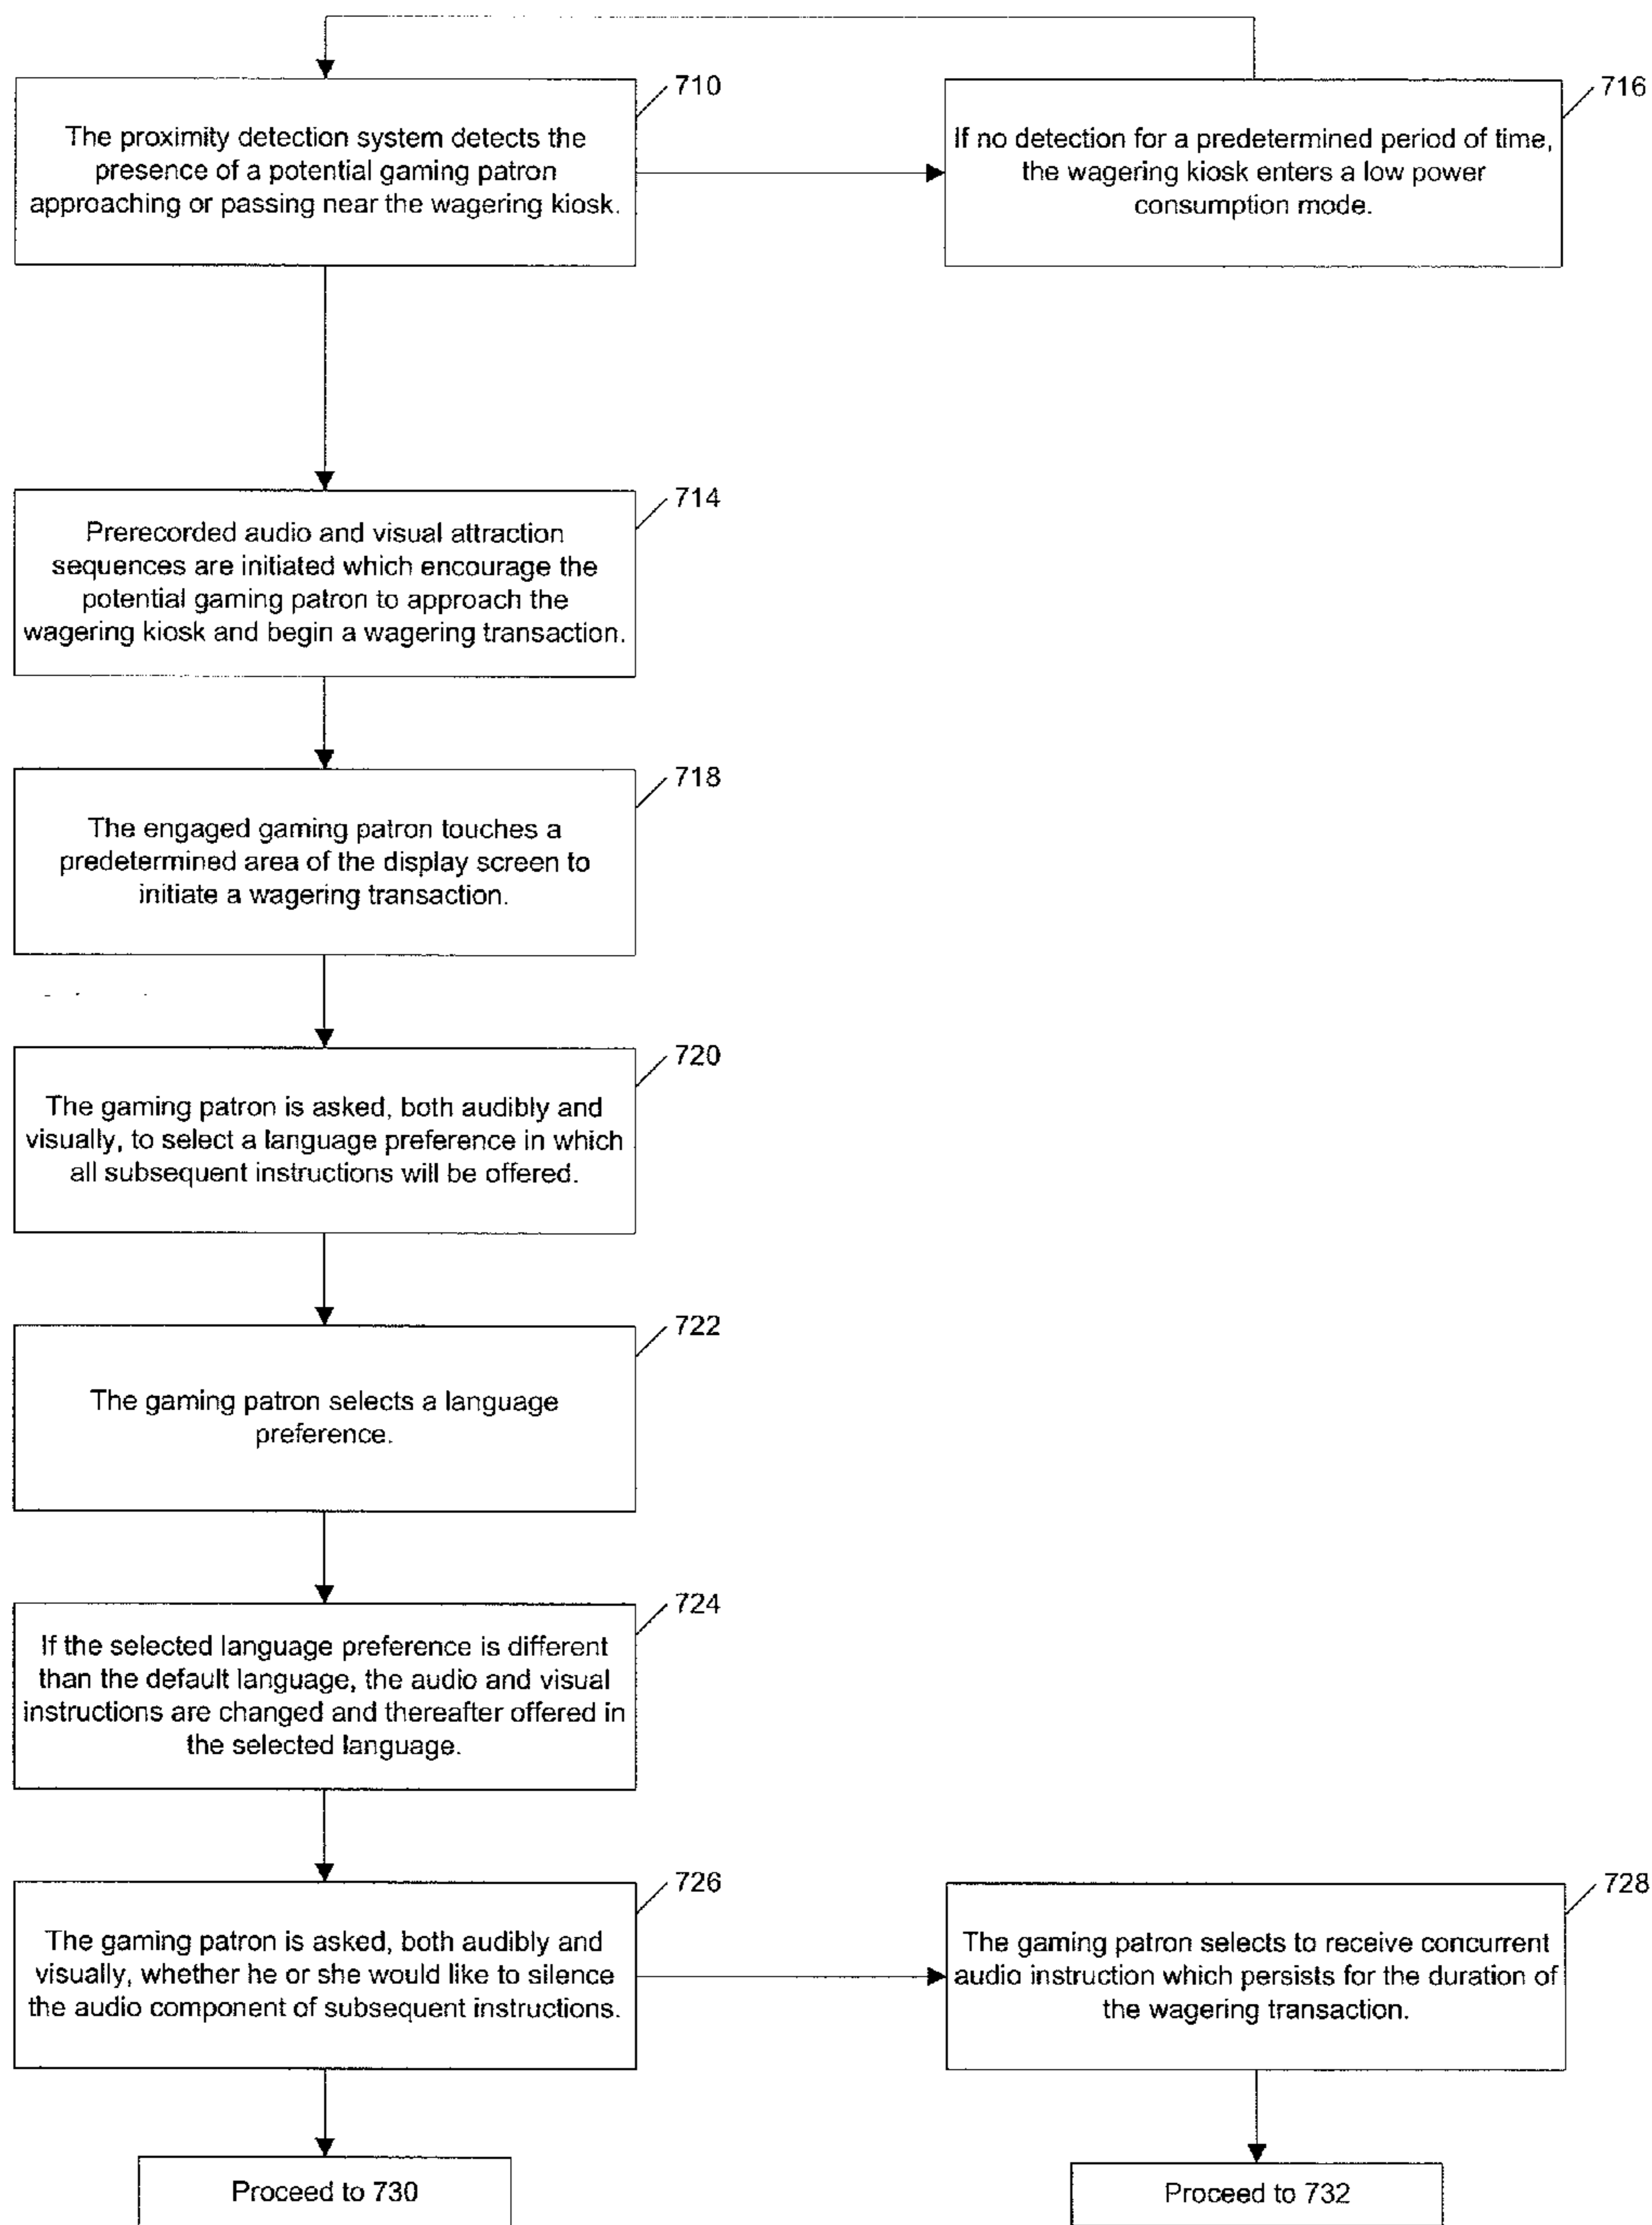 710
The proximity detection system detects the
presence of a potential gaming patron
approaching or passing near the wagering kiosk.
716
If no detection for a predetermined period of time,
the wagering kiosk enters a low power
consumption mode.
714
Prerecorded audio and visual attraction
sequences are initiated which encourage the
potential gaming patron to approach the
wagering kiosk and begin a wagering transaction.
718
The engaged gaming patron touches a
predetermined area of the display screen to
initiate a wagering transaction.
720
The gaming patron is asked, both audibly and
visually, to select a language preference in which
all subsequent instructions will be offered.
722
The gaming patron selects a language
preference.
724
If the selected language preference is different
than the default language, the audio and visual
instructions are changed and thereafter offered in
the selected language.
726
The gaming patron is asked, both audibly and
visually, whether he or she would like to silence
the audio component of subsequent instructions.
728
The gaming patron selects to receive concurrent
audio instruction which persists for the duration of
the wagering transaction.
Proceed to 730
Proceed to 732